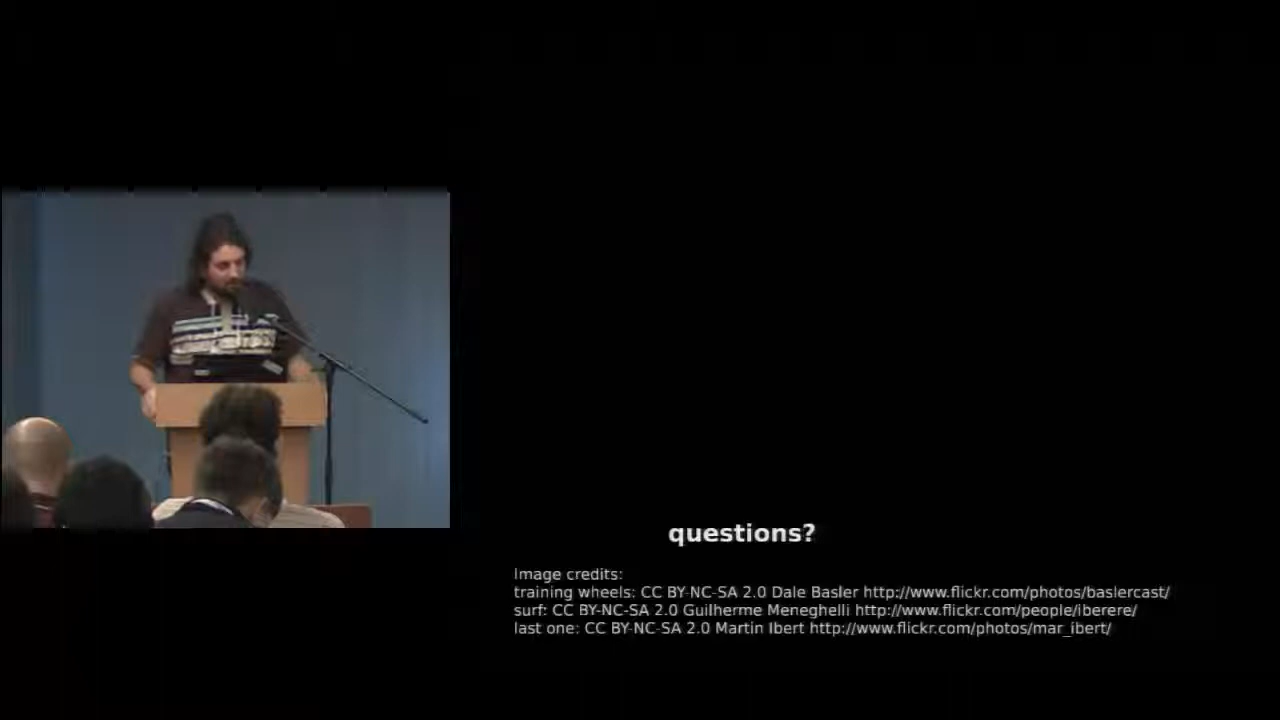 questions?
Image credits:
training wheels: CC BY-NC-SA 2.0 Dale Basler http://www.flickr.com/photos/baslercast/
surf: CC BY-NC-SA 2.0 Guilherme Meneghelli http://www.flickr.com/people/iberere/
last one: CC BY-NC-SA 2.0 Martin Ibert http://www.flickr.com/photos/mar_ibert/